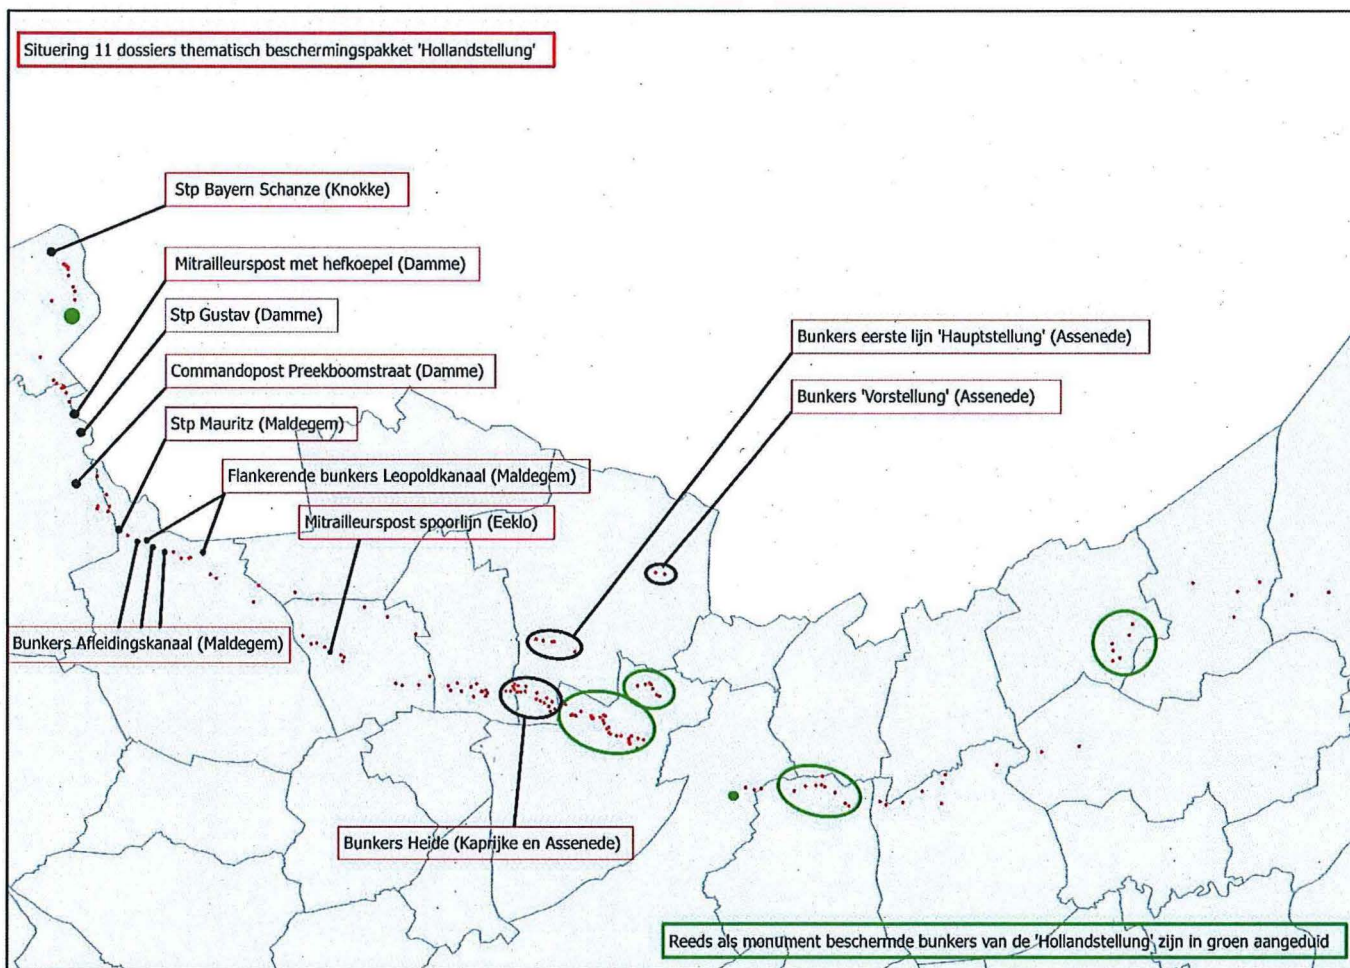 Situering 11 dossiers thematisch beschermingspakket 'Hollandstellung'
Stp Bayern Schanze (Knokke)
Mitrailleurspost met hefkoepel (Damme)
Stp Gustav (Damme)
Commandopost Preekboomstraat (Damme)
Stp Mauritz (Maldegem)
Flankerende bunkers Leopoldkanaal (Maldegem)
Mitrailleurspost spoorlijn (Eeklo)
Bunkers eerste lijn 'Hauptstellung' (Assenede)
Bunkers 'Vorstellung' (Assenede)
Bunkers Afleidingskanaal (Maldegem)
Bunkers Heide (Kaprijke en Assenede)
Reeds als monument beschermde bunkers van de 'Hollandstellung' zijn in groen aangeduid